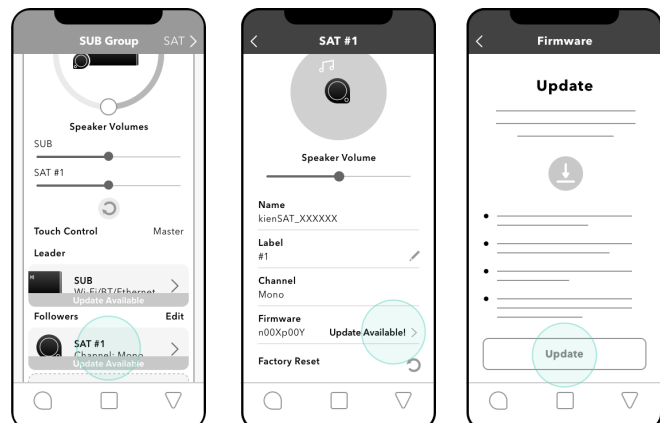 SUB Group
SAT
Speaker Volumes
SUB
SAT #1
Touch Control Master
Leader
SUB
Wi-Fi/BT/Ethernet
Update Available
Followers Edit
SAT #1
Channel: Mono
Update Available
SAT #1
Speaker Volume
Name
kienSAT_XXXXXX
Label
#1
Channel
Mono
Firmware
n00Xp00Y Update Available!
Factory Reset
Firmware
Update
Update